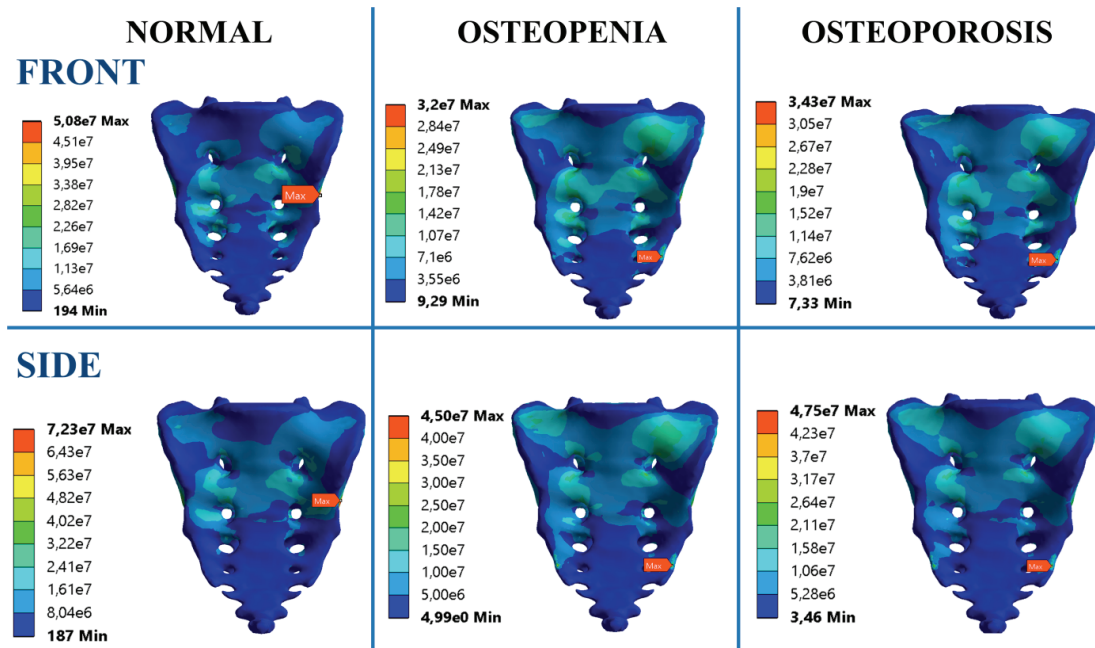 NORMAL
OSTEOPENIA
OSTEOPOROSIS
FRONT
5,08e7 Max
4,51e7
3,95e7
3,38e7
2,82e7
2,26e7
1,69e7
1,13e7
5,64e6
194 Min
Max
3,2e7 Max
2,84e7
2,49e7
2,13e7
1,78e7
1,42e7
1,07e7
7,1e6
3,55e6
9,29 Min
Max
3,43e7 Max
3,05e7
2,67e7
2,28e7
1,9e7
1,52e7
1,14e7
7,62e6
3,81e6
7,33 Min
Max
SIDE
7,23e7 Max
6,43e7
5,63e7
4,82e7
4,02e7
3,22e7
2,41e7
1,61e7
8,04e6
187 Min
Max
4,50e7 Max
4,00e7
3,50e7
3,00e7
2,50e7
2,00e7
1,50e7
1,00e7
5,00e6
4,99e0 Min
Max
4,75e7 Max
4,23e7
3,7e7
3,17e7
2,64e7
2,11e7
1,58e7
1,06e7
5,28e6
3,46 Min
Max